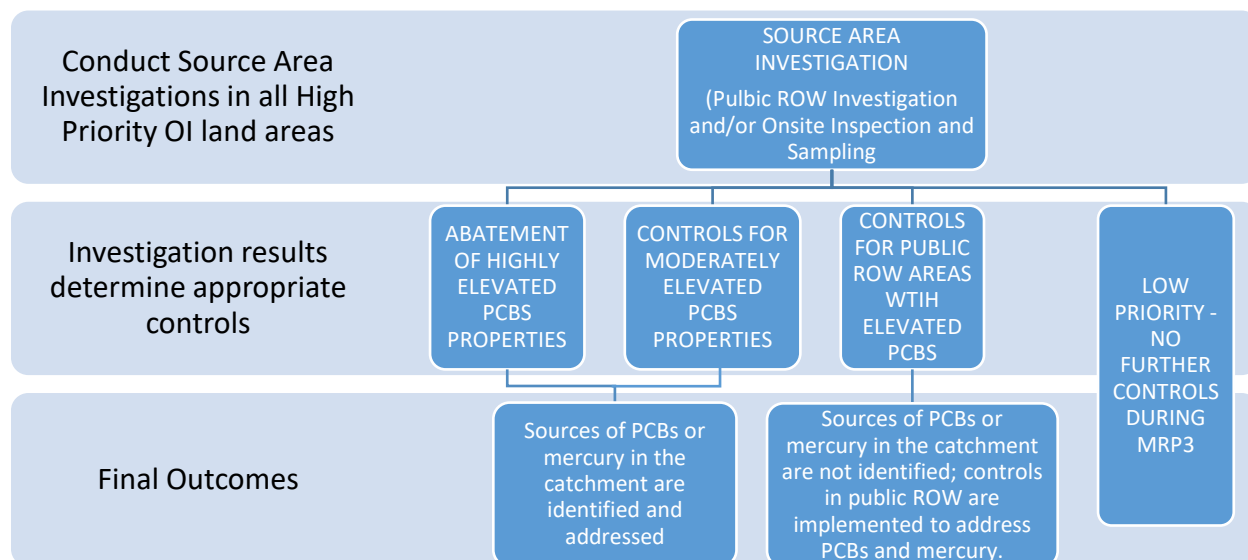 Conduct Source Area
Investigations in all High
Priority OI land areas
SOURCE AREA
INVESTIGATION
(Pulbic ROW Investigation
and/or Onsite Inspection and
Sampling
Investigation results
determine appropriate
controls
ABATEMENT
OF HIGHLY
ELEVATED
PCBS
PROPERTIES
CONTROLS FOR
MODERATELY
ELEVATED
PCBS
PROPERTIES
CONTROLS
FOR PUBLIC
ROW AREAS
WTIH
ELEVATED
PCBS
LOW
PRIORITY -
NO
FURTHER
CONTROLS
DURING
MRP3
Final Outcomes
Sources of PCBs or
mercury in the
catchment are
identified and
addressed
Sources of PCBs or
mercury in the catchment
are not identified; controls
in public ROW are
implemented to address
PCBs and mercury.